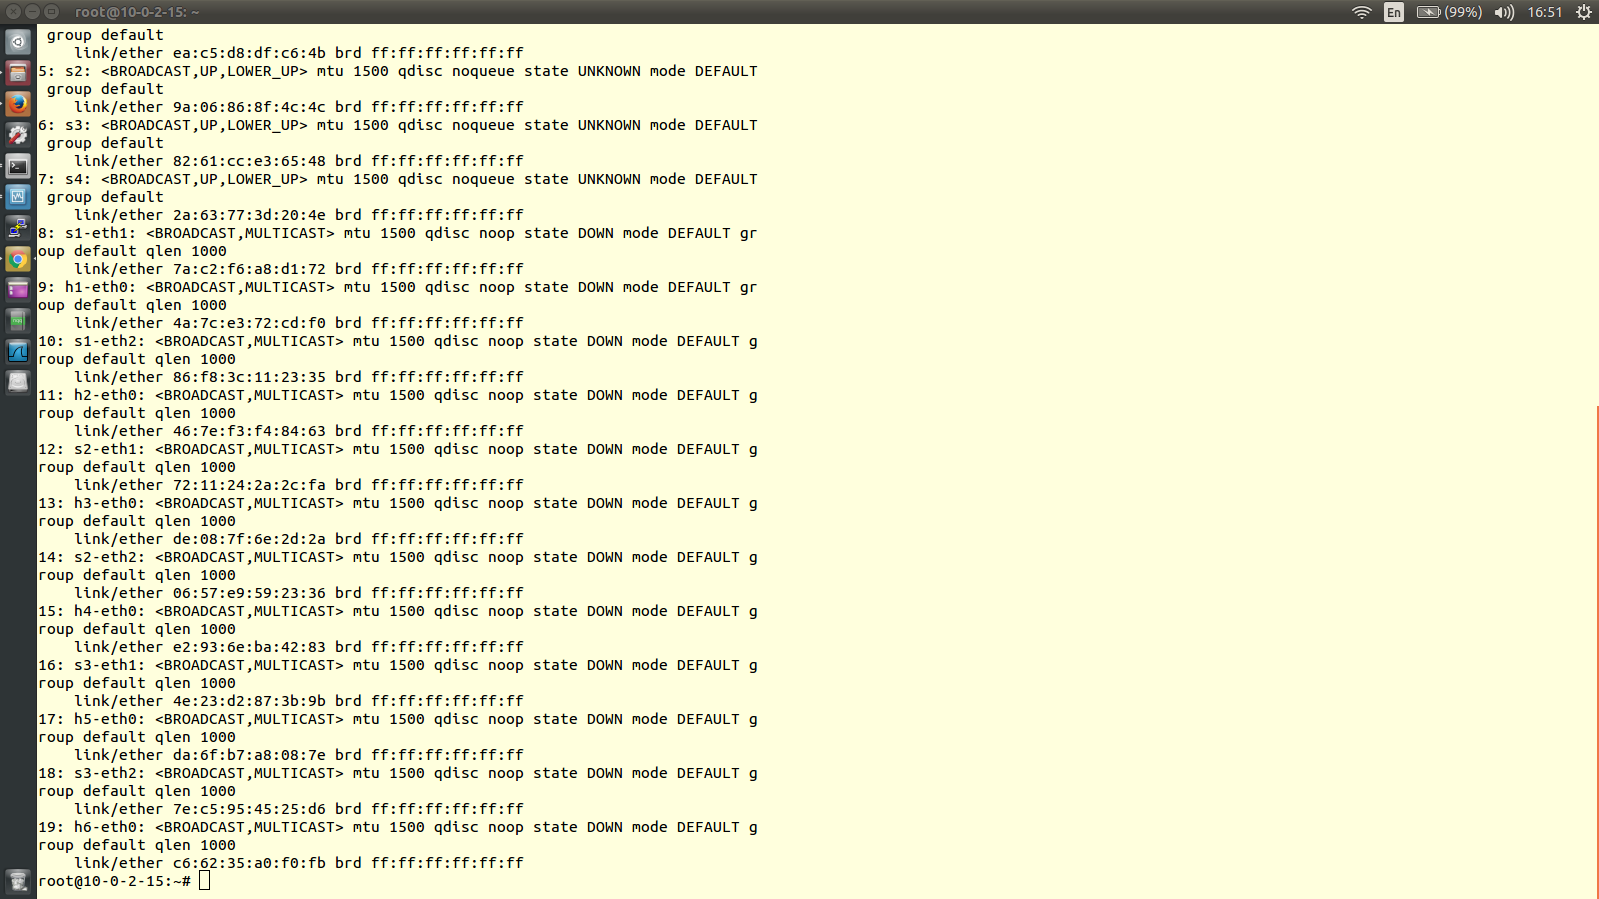 root@10-0-2-15: ~
En
(99%)
16:51
 group default
    link/ether ea:c5:d8:df:c6:4b brd ff:ff:ff:ff:ff:ff
5: s2: <BROADCAST,UP,LOWER_UP> mtu 1500 qdisc noqueue state UNKNOWN mode DEFAULT
 group default
    link/ether 9a:06:86:8f:4c:4c brd ff:ff:ff:ff:ff:ff
6: s3: <BROADCAST,UP,LOWER_UP> mtu 1500 qdisc noqueue state UNKNOWN mode DEFAULT
 group default
    link/ether 82:61:cc:e3:65:48 brd ff:ff:ff:ff:ff:ff
7: s4: <BROADCAST,UP,LOWER_UP> mtu 1500 qdisc noqueue state UNKNOWN mode DEFAULT
 group default
    link/ether 2a:63:77:3d:20:4e brd ff:ff:ff:ff:ff:ff
8: s1-eth1: <BROADCAST,MULTICAST> mtu 1500 qdisc noop state DOWN mode DEFAULT gr
oup default qlen 1000
    link/ether 7a:c2:f6:a8:d1:72 brd ff:ff:ff:ff:ff:ff
9: h1-eth0: <BROADCAST,MULTICAST> mtu 1500 qdisc noop state DOWN mode DEFAULT gr
oup default qlen 1000
    link/ether 4a:7c:e3:72:cd:f0 brd ff:ff:ff:ff:ff:ff
10: s1-eth2: <BROADCAST,MULTICAST> mtu 1500 qdisc noop state DOWN mode DEFAULT g
roup default qlen 1000
    link/ether 86:f8:3c:11:23:35 brd ff:ff:ff:ff:ff:ff
11: h2-eth0: <BROADCAST,MULTICAST> mtu 1500 qdisc noop state DOWN mode DEFAULT g
roup default qlen 1000
    link/ether 46:7e:f3:f4:84:63 brd ff:ff:ff:ff:ff:ff
12: s2-eth1: <BROADCAST,MULTICAST> mtu 1500 qdisc noop state DOWN mode DEFAULT g
roup default qlen 1000
    link/ether 72:11:24:2a:2c:fa brd ff:ff:ff:ff:ff:ff
13: h3-eth0: <BROADCAST,MULTICAST> mtu 1500 qdisc noop state DOWN mode DEFAULT g
roup default qlen 1000
    link/ether de:08:7f:6e:2d:2a brd ff:ff:ff:ff:ff:ff
14: s2-eth2: <BROADCAST,MULTICAST> mtu 1500 qdisc noop state DOWN mode DEFAULT g
roup default qlen 1000
    link/ether 06:57:e9:59:23:36 brd ff:ff:ff:ff:ff:ff
15: h4-eth0: <BROADCAST,MULTICAST> mtu 1500 qdisc noop state DOWN mode DEFAULT g
roup default qlen 1000
    link/ether e2:93:6e:ba:42:83 brd ff:ff:ff:ff:ff:ff
16: s3-eth1: <BROADCAST,MULTICAST> mtu 1500 qdisc noop state DOWN mode DEFAULT g
roup default qlen 1000
    link/ether 4e:23:d2:87:3b:9b brd ff:ff:ff:ff:ff:ff
17: h5-eth0: <BROADCAST,MULTICAST> mtu 1500 qdisc noop state DOWN mode DEFAULT g
roup default qlen 1000
    link/ether da:6f:b7:a8:08:7e brd ff:ff:ff:ff:ff:ff
18: s3-eth2: <BROADCAST,MULTICAST> mtu 1500 qdisc noop state DOWN mode DEFAULT g
roup default qlen 1000
    link/ether 7e:c5:95:45:25:d6 brd ff:ff:ff:ff:ff:ff
19: h6-eth0: <BROADCAST,MULTICAST> mtu 1500 qdisc noop state DOWN mode DEFAULT g
roup default qlen 1000
    link/ether c6:62:35:a0:f0:fb brd ff:ff:ff:ff:ff:ff
root@10-0-2-15:~#